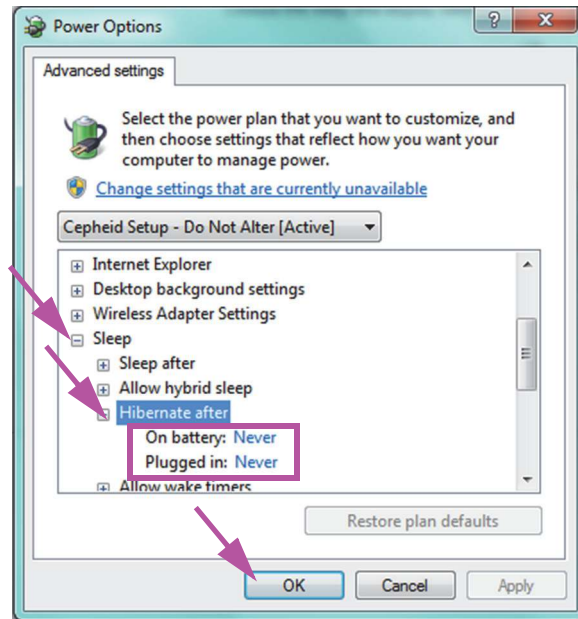 Power Options
Advanced settings
Select the power plan that you want to customize, and
then choose settings that reflect how you want your
computer to manage power.
Change settings that are currently unavailable
Cepheid Setup - Do Not Alter [Active]
Internet Explorer
Desktop background settings
Wireless Adapter Settings
Sleep
Sleep after
Allow hybrid sleep
Hibernate after
On battery: Never
Plugged in: Never
Allow wake timers
Restore plan defaults
OK
Cancel
Apply